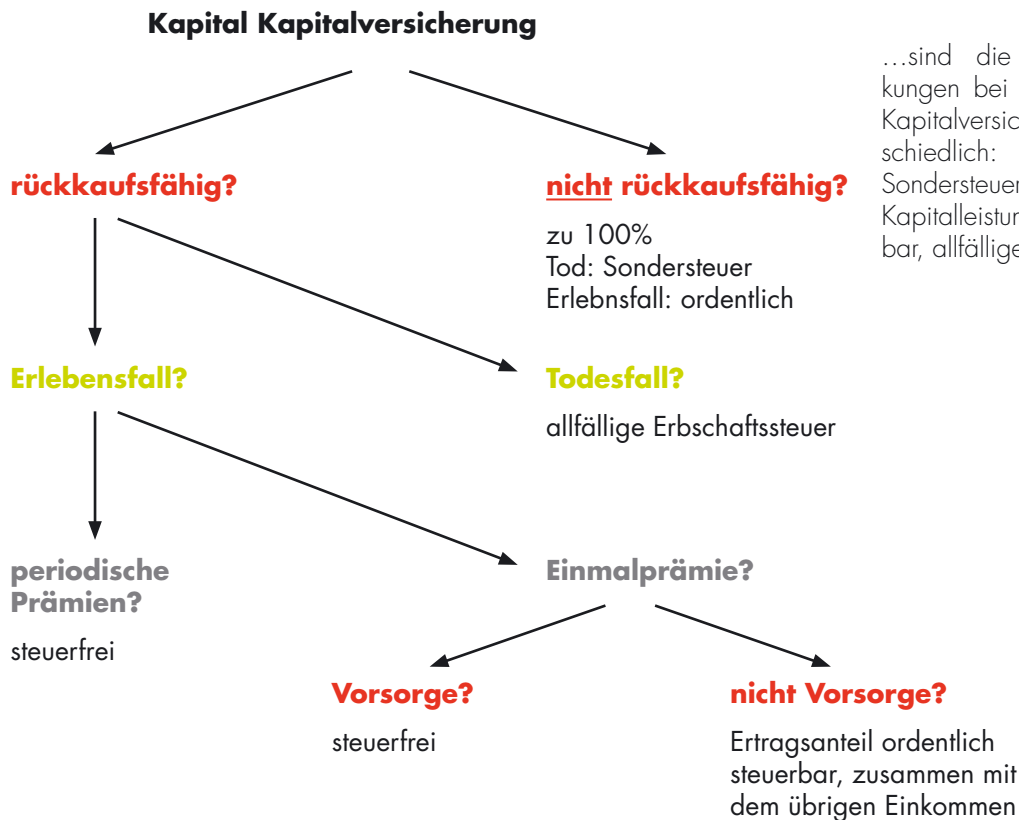 Kapital Kapitalversicherung
…sind die
kungen bei
Kapitalversic
schiedlich:
Sondersteuer
Kapitalleistun
bar, allfällige
rückkaufsfähig?
nicht rückkaufsfähig?
zu 100%
Tod: Sondersteuer
Erlebnsfall: ordentlich
Erlebensfall?
Todesfall?
allfällige Erbschaftssteuer
periodische
Prämien?
steuerfrei
Einmalprämie?
Vorsorge?
steuerfrei
nicht Vorsorge?
Ertragsanteil ordentlich
steuerbar, zusammen mit
dem übrigen Einkommen